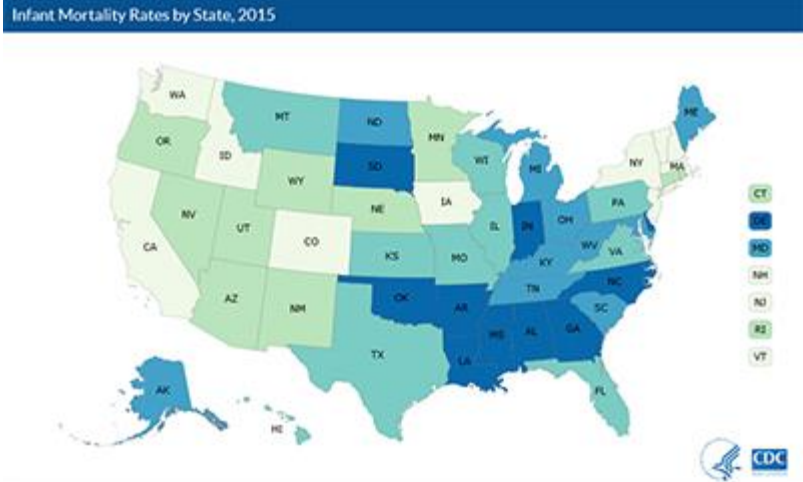 Infant Mortality Rates by State, 2015
WA
MT
ND
ME
OR
MN
ID
SD
WI
NY
MA
WY
MI
IA
NE
PA
CT
NV
UT
IL
IN
OH
DE
CA
CO
KS
MO
WV
VA
MD
KY
NH
AZ
NM
OK
AR
TN
NC
SC
NJ
MS
AL
GA
RI
TX
LA
VT
AK
FL
HI
CDC